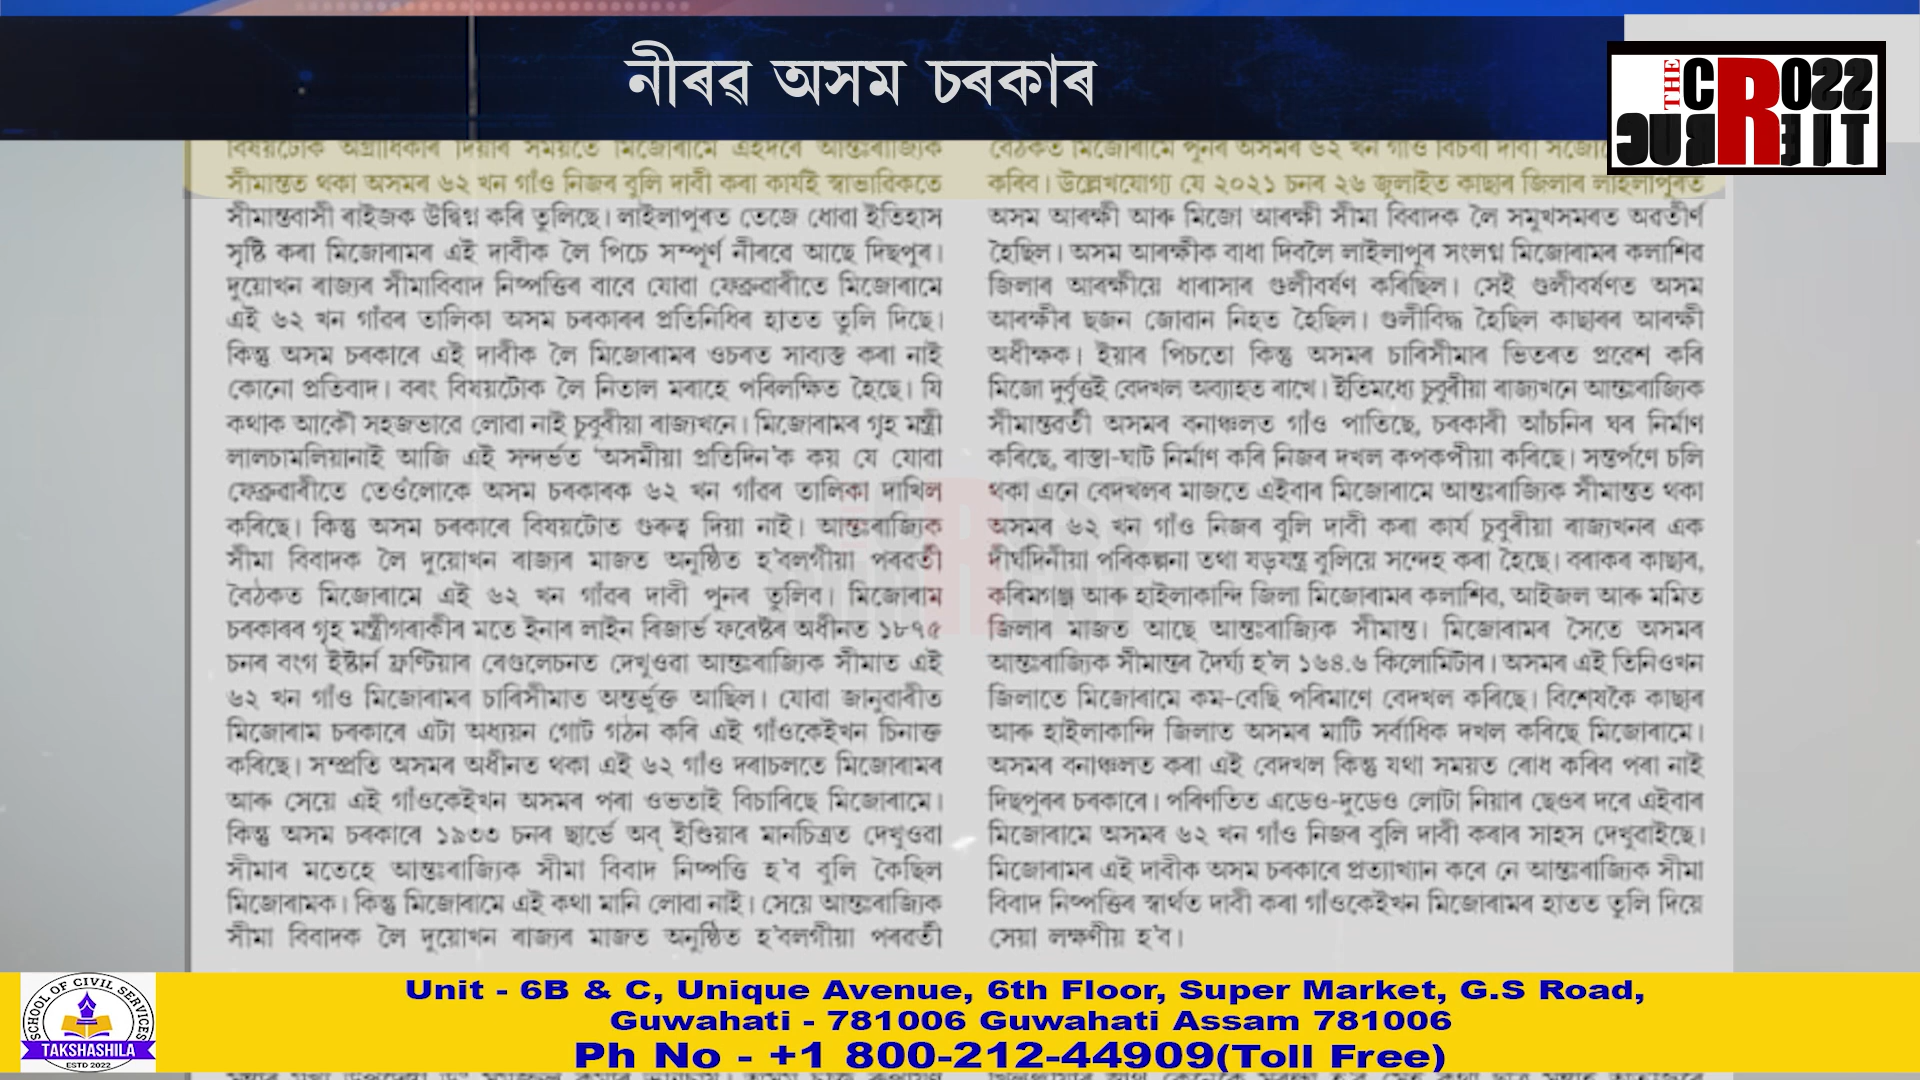 নীৰৱ অসম চৰকাৰ
THE CROSS CURRENT
বিষয়টোক অগ্ৰাধিকাৰ দিয়াৰ সময়তে মিজোৰামে এইদৰে আন্তঃৰাজ্যিক
সীমান্তত থকা অসমৰ ৬২ খন গাঁও নিজৰ বুলি দাবী কৰা কাৰ্যই স্বাভাৱিকতে
সীমান্তবাসী ৰাইজক উদ্বিগ্ন কৰি তুলিছে। লাইলাপুৰত তেজে ধোৱা ইতিহাস
সৃষ্টি কৰা মিজোৰামৰ এই দাবীক লৈ পিচে সম্পূৰ্ণ নীৰৱে আছে দিছপুৰ।
দুয়োখন ৰাজ্যৰ সীমাবিবাদ নিষ্পত্তিৰ বাবে যোৱা ফেব্ৰুৱাৰীতে মিজোৰামে
এই ৬২ খন গাঁৱৰ তালিকা অসম চৰকাৰৰ প্ৰতিনিধিৰ হাতত তুলি দিছে।
কিন্তু অসম চৰকাৰে এই দাবীক লৈ মিজোৰামৰ ওচৰত সাব্যস্ত কৰা নাই
কোনো প্ৰতিবাদ। বৰং বিষয়টোক লৈ নিতাল মৰাহে পৰিলক্ষিত হৈছে। যি
কথাক আকৌ সহজভাৱে লোৱা নাই চুবুৰীয়া ৰাজ্যখনে। মিজোৰামৰ গৃহ মন্ত্ৰী
লালচামলিয়ানাই আজি এই সন্দৰ্ভত ‘অসমীয়া প্ৰতিদিন’ক কয় যে যোৱা
ফেব্ৰুৱাৰীতে তেওঁলোকে অসম চৰকাৰক ৬২ খন গাঁৱৰ তালিকা দাখিল
কৰিছে। কিন্তু অসম চৰকাৰে বিষয়টোত গুৰুত্ব দিয়া নাই। আন্তঃৰাজ্যিক
সীমা বিবাদক লৈ দুয়োখন ৰাজ্যৰ মাজত অনুষ্ঠিত হ’বলগীয়া পৰৱৰ্তী
বৈঠকত মিজোৰামে এই ৬২ খন গাঁৱৰ দাবী পুনৰ তুলিব। মিজোৰাম
চৰকাৰৰ গৃহ মন্ত্ৰীগৰাকীৰ মতে ইনাৰ লাইন ৰিজাৰ্ভ ফৰেষ্টৰ অধীনত ১৮৭৫
চনৰ বংগ ইষ্টাৰ্ন ফ্ৰণ্টিয়াৰ ৰেগুলেচনত দেখুওৱা আন্তঃৰাজ্যিক সীমাত এই
৬২ খন গাঁও মিজোৰামৰ চাৰিসীমাত অন্তৰ্ভুক্ত আছিল। যোৱা জানুৱাৰীত
মিজোৰাম চৰকাৰে এটা অধ্যয়ন গোট গঠন কৰি এই গাঁওকেইখন চিনাক্ত
কৰিছে। সম্প্ৰতি অসমৰ অধীনত থকা এই ৬২ গাঁও দৰাচলতে মিজোৰামৰ
আৰু সেয়ে এই গাঁওকেইখন অসমৰ পৰা ওভতাই বিচাৰিছে মিজোৰামে।
কিন্তু অসম চৰকাৰে ১৯৩৩ চনৰ ছাৰ্ভে অব্ ইণ্ডিয়াৰ মানচিত্ৰত দেখুওৱা
সীমাৰ মতেহে আন্তঃৰাজ্যিক সীমা বিবাদ নিষ্পত্তি হ’ব বুলি কৈছিল
মিজোৰামক। কিন্তু মিজোৰামে এই কথা মানি লোৱা নাই। সেয়ে আন্তঃৰাজ্যিক
সীমা বিবাদক লৈ দুয়োখন ৰাজ্যৰ মাজত অনুষ্ঠিত হ’বলগীয়া পৰৱৰ্তী
বৈঠকত মিজোৰামে পুনৰ অসমৰ ৬২ খন গাঁও বিচৰা দাবী
কৰিব। উল্লেখযোগ্য যে ২০২১ চনৰ ২৬ জুলাইত কাছাৰ জিলাৰ লাইলাপুৰত
অসম আৰক্ষী আৰু মিজো আৰক্ষী সীমা বিবাদক লৈ সমুখসমৰত অৱতীৰ্ণ
হৈছিল। অসম আৰক্ষীক বাধা দিবলৈ লাইলাপুৰ সংলগ্ন মিজোৰামৰ কলাশিৱ
জিলাৰ আৰক্ষীয়ে ধাৰাসাৰ গুলীবৰ্ষণ কৰিছিল। সেই গুলীবৰ্ষণত অসম
আৰক্ষীৰ ছজন জোৱান নিহত হৈছিল। গুলীবিদ্ধ হৈছিল কাছাৰৰ আৰক্ষী
অধীক্ষক। ইয়াৰ পিচতো কিন্তু অসমৰ চাৰিসীমাৰ ভিতৰত প্ৰৱেশ কৰি
মিজো দুৰ্বৃত্তই বেদখল অব্যাহত ৰাখে। ইতিমধ্যে চুবুৰীয়া ৰাজ্যখনে আন্তঃৰাজ্যিক
সীমান্তৱৰ্তী অসমৰ বনাঞ্চলত গাঁও পাতিছে, চৰকাৰী আঁচনিৰ ঘৰ নিৰ্মাণ
কৰিছে, ৰাস্তা-ঘাট নিৰ্মাণ কৰি নিজৰ দখল কপকপীয়া কৰিছে। সন্তৰ্পণে চলি
থকা এনে বেদখলৰ মাজতে এইবাৰ মিজোৰামে আন্তঃৰাজ্যিক সীমান্তত থকা
অসমৰ ৬২ খন গাঁও নিজৰ বুলি দাবী কৰা কাৰ্য চুবুৰীয়া ৰাজ্যখনৰ এক
দীৰ্ঘদিনীয়া পৰিকল্পনা তথা ষড়যন্ত্ৰ বুলিয়ে সন্দেহ কৰা হৈছে। বৰাকৰ কাছাৰ,
কৰিমগঞ্জ আৰু হাইলাকান্দি জিলা মিজোৰামৰ কলাশিৱ, আইজল আৰু মমিত
জিলাৰ মাজত আছে আন্তঃৰাজ্যিক সীমান্ত। মিজোৰামৰ সৈতে অসমৰ
আন্তঃৰাজ্যিক সীমান্তৰ দৈৰ্ঘ্য হ’ল ১৬৪.৬ কিলোমিটাৰ। অসমৰ এই তিনিওখন
জিলাতে মিজোৰামে কম-বেছি পৰিমাণে বেদখল কৰিছে। বিশেষকৈ কাছাৰ
আৰু হাইলাকান্দি জিলাত অসমৰ মাটি সৰ্বাধিক দখল কৰিছে মিজোৰামে।
অসমৰ বনাঞ্চলত কৰা এই বেদখল কিন্তু যথা সময়ত ৰোধ কৰিব পৰা নাই
দিছপুৰৰ চৰকাৰে। পৰিণতিত এডেও-দুডেও লোটা নিয়াৰ ছেওৰ দৰে এইবাৰ
মিজোৰামে অসমৰ ৬২ খন গাঁও নিজৰ বুলি দাবী কৰাৰ সাহস দেখুৱাইছে।
মিজোৰামৰ এই দাবীক অসম চৰকাৰে প্ৰত্যাখ্যান কৰে নে আন্তঃৰাজ্যিক সীমা
বিবাদ নিষ্পত্তিৰ স্বাৰ্থত দাবী কৰা গাঁওকেইখন মিজোৰামৰ হাতত তুলি দিয়ে
সেয়া লক্ষণীয় হ’ব।
SCHOOL OF CIVIL SERVICES
TAKSHASHILA
ESTD 2022
Unit - 6B & C, Unique Avenue, 6th Floor, Super Market, G.S Road,
Guwahati - 781006 Guwahati Assam 781006
Ph No - +1 800-212-44909(Toll Free)